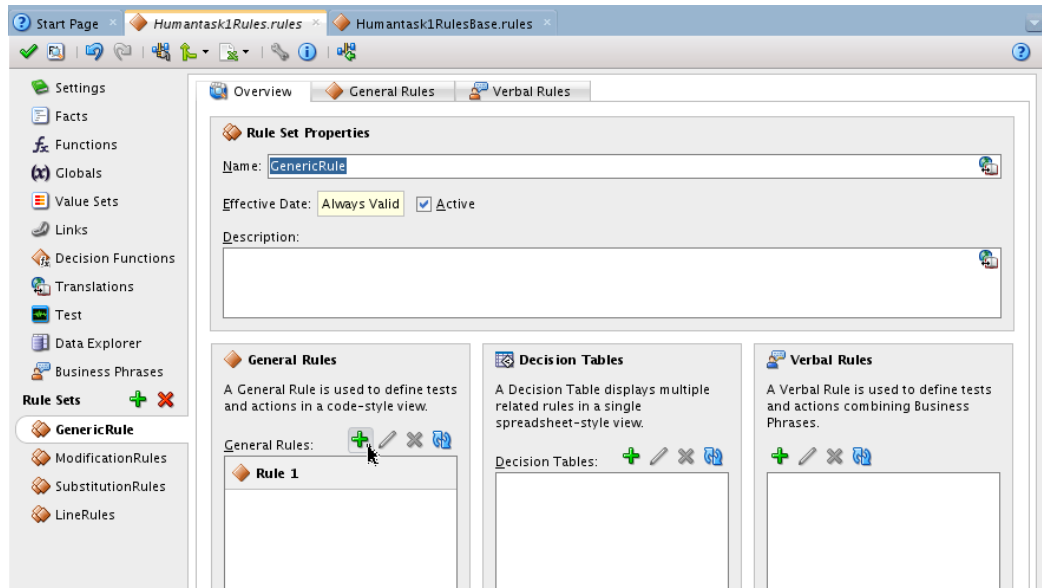 Start Page
Humantask1Rules.rules
Humantask1RulesBase.rules
Settings
Facts
Functions
Globals
Value Sets
Links
Decision Functions
Translations
Test
Data Explorer
Business Phrases
Rule Sets
GenericRule
ModificationRules
SubstitutionRules
LineRules
Overview
General Rules
Verbal Rules
Rule Set Properties
Name: GenericRule
Effective Date: Always Valid Active
Description:
General Rules
A General Rule is used to define tests
and actions in a code-style view.
General Rules:
Rule 1
Decision Tables
A Decision Table displays multiple
related rules in a single
spreadsheet-style view.
Decision Tables:
Verbal Rules
A Verbal Rule is used to define tests
and actions combining Business
Phrases.